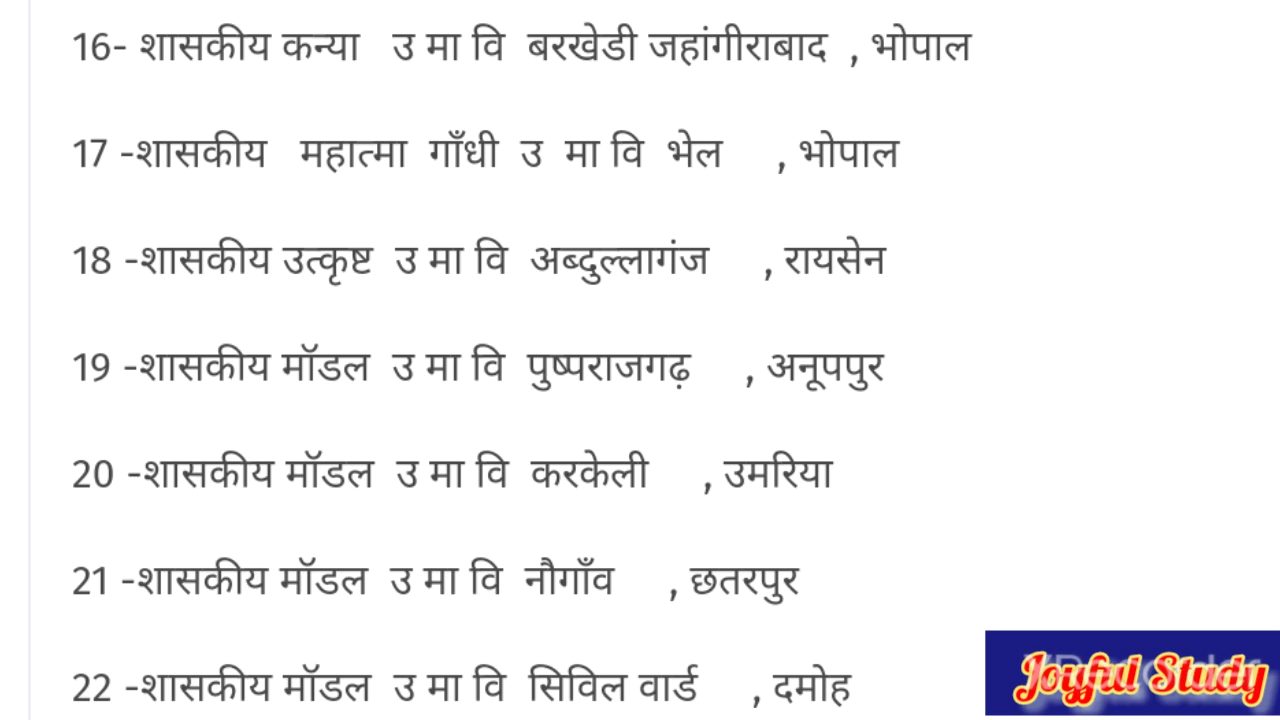 16- शासकीय कन्या उ मा वि बरखेडी जहांगीराबाद , भोपाल
17 -शासकीय महात्मा गाँधी उ मा वि भेल , भोपाल
18 -शासकीय उत्कृष्ट उ मा वि अब्दुल्लागंज , रायसेन
19 -शासकीय मॉडल उ मा वि पुष्पराजगढ़ , अनूपपुर
20 -शासकीय मॉडल उ मा वि करकेली , उमरिया
21 -शासकीय मॉडल उ मा वि नौगाँव , छतरपुर
22 -शासकीय मॉडल उ मा वि सिविल वार्ड , दमोह
Joyful Study